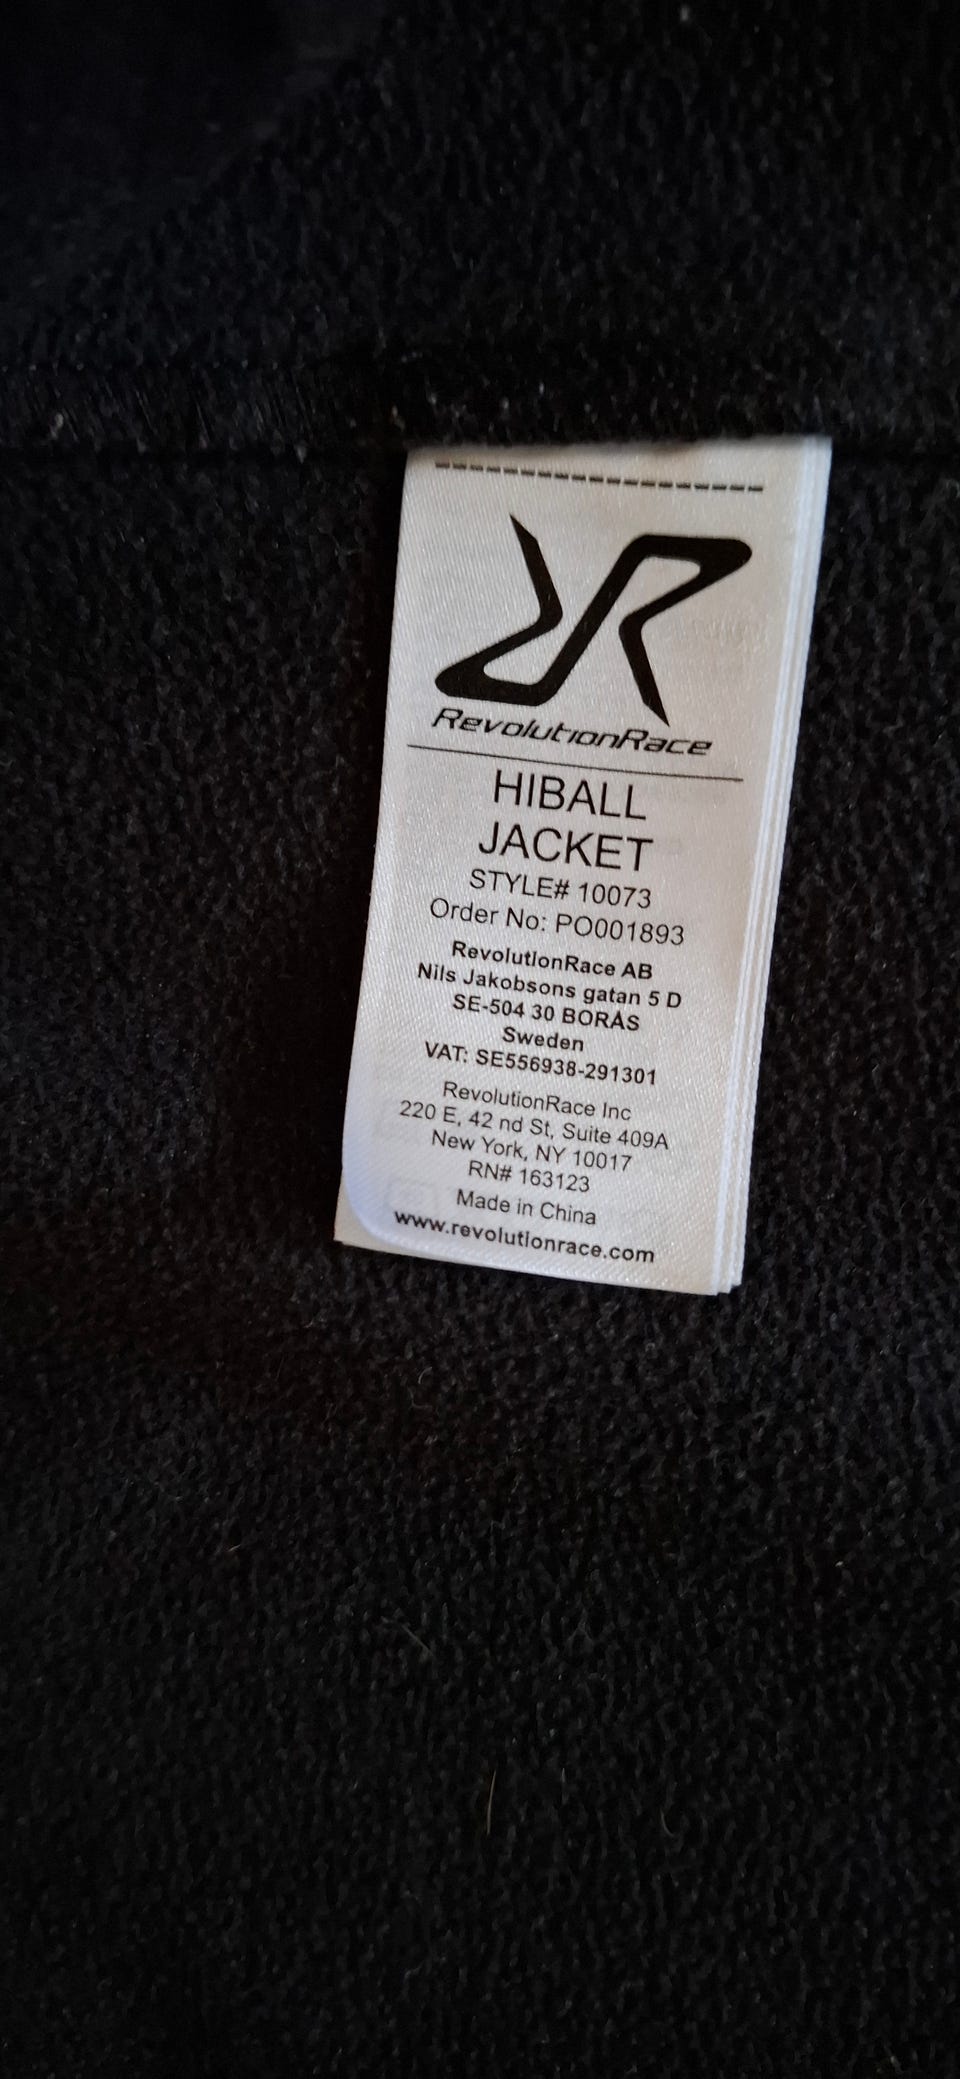 RevolutionRace
HIBALL
JACKET
STYLE# 10073
Order No: PO001893
RevolutionRace AB
Nils Jakobsons gatan 5 D
SE-504 30 BORÅS
Sweden
VAT: SE556938-291301
RevolutionRace Inc
220 E, 42 nd St, Suite 409A
New York, NY 10017
RN# 163123
Made in China
www.revolutionrace.com